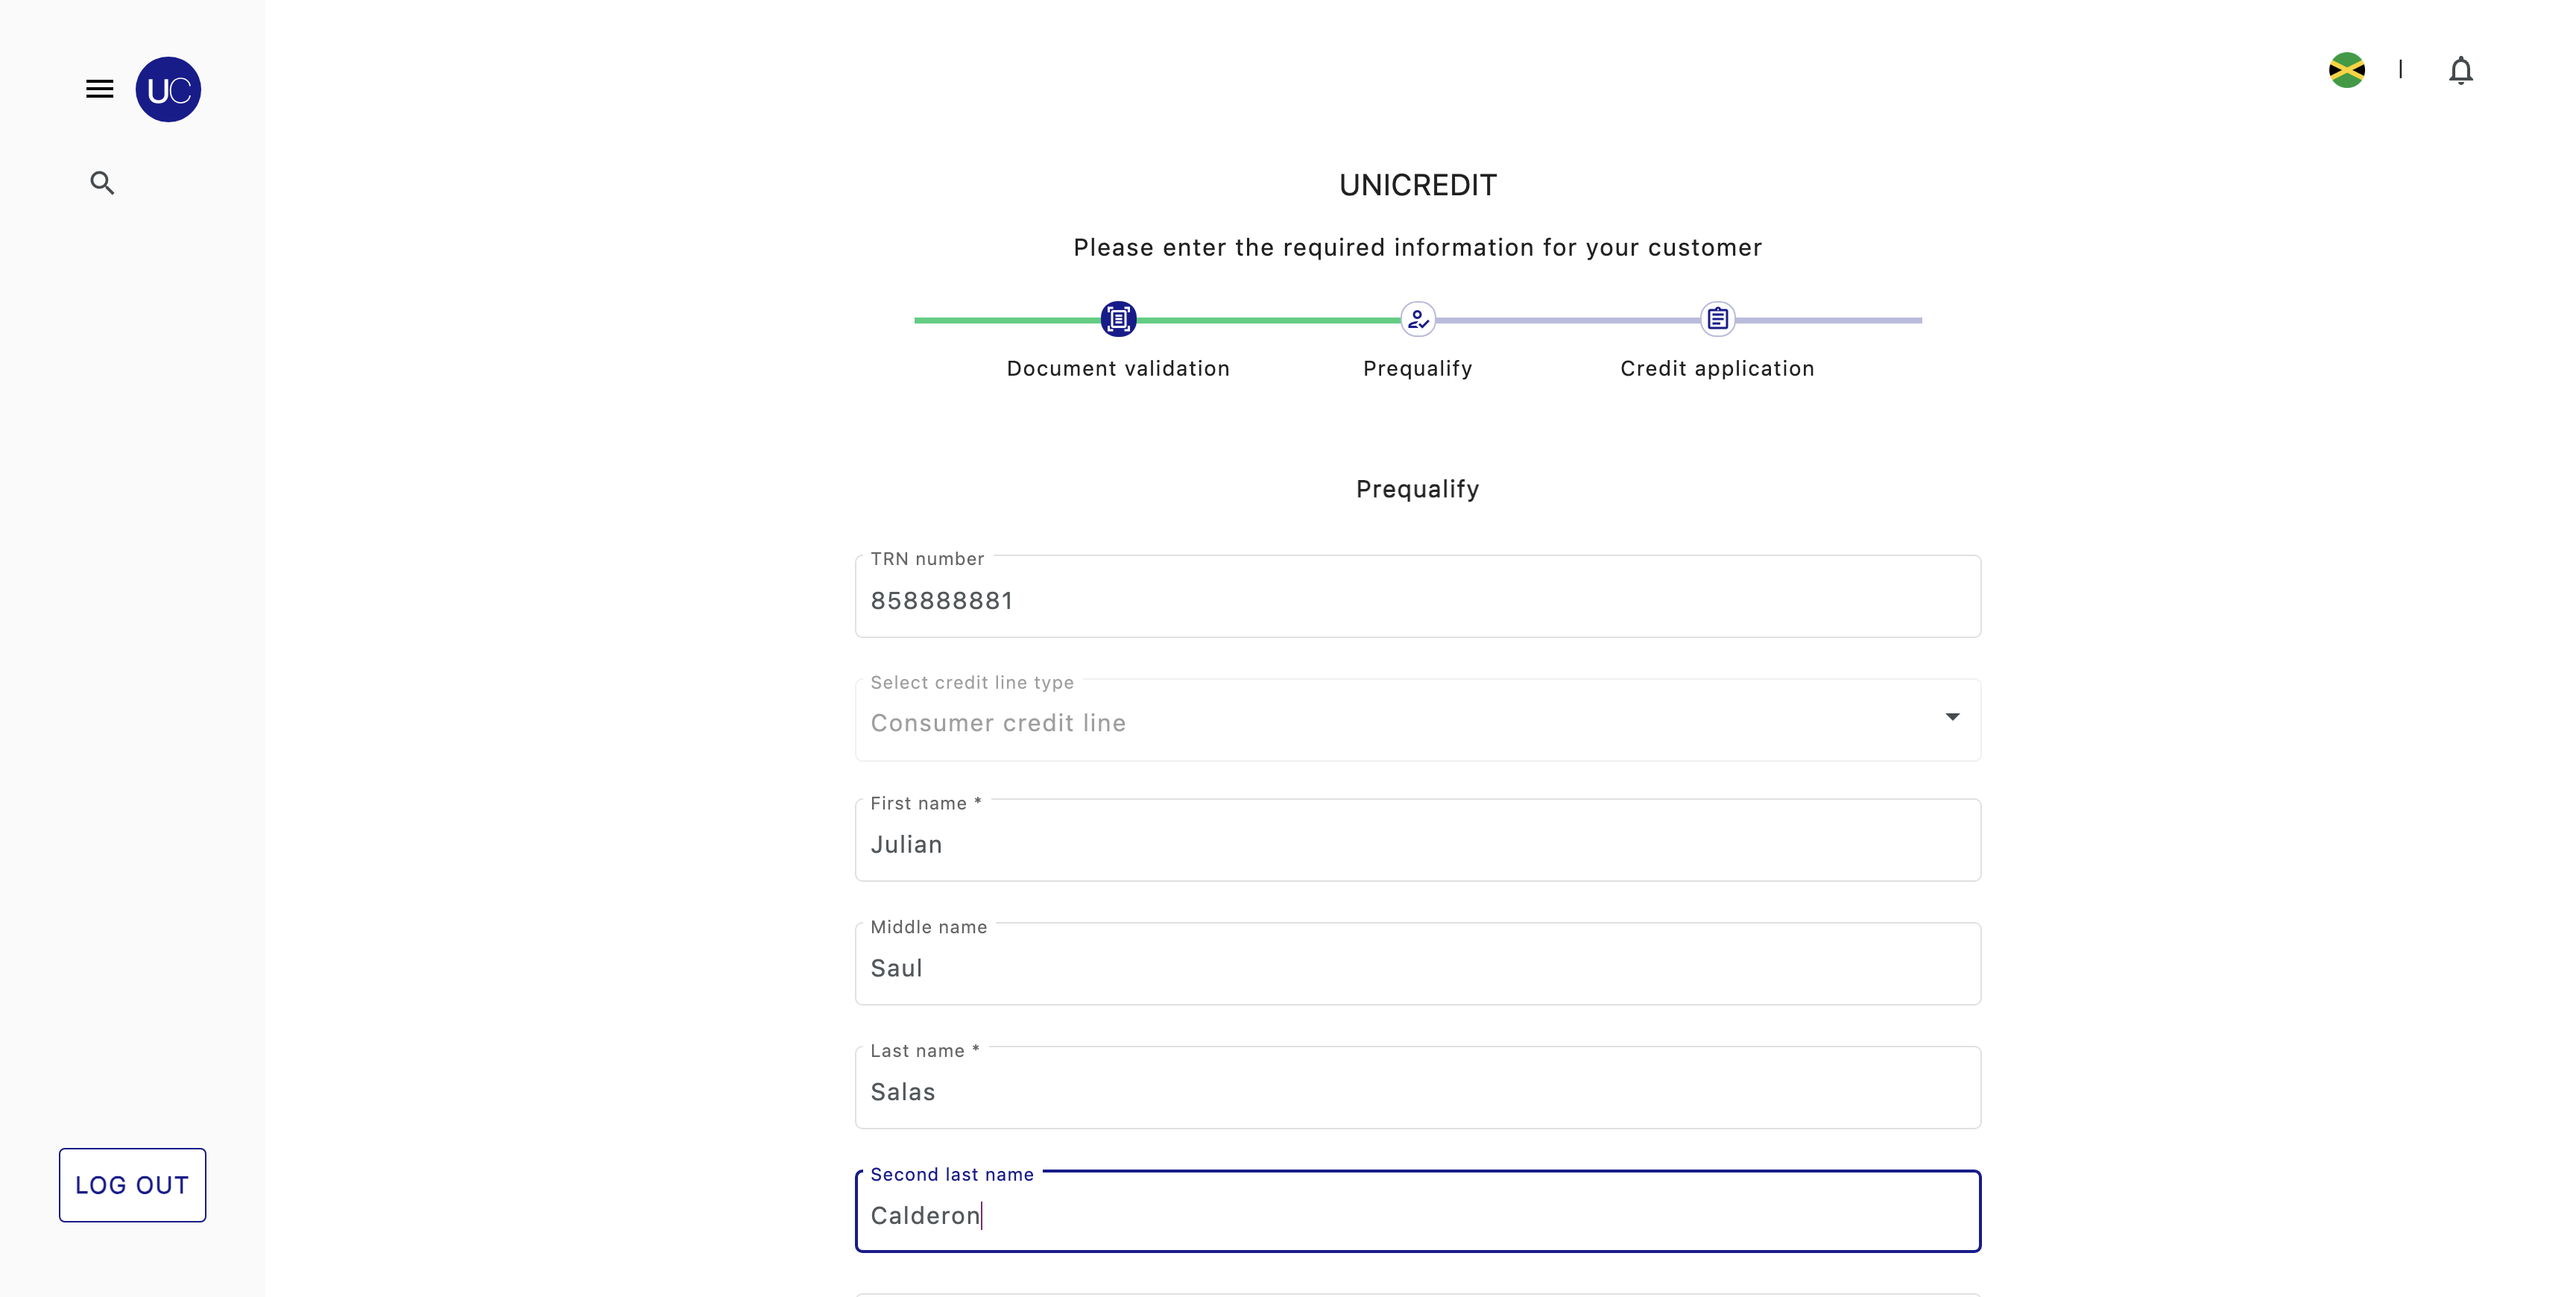 UC
UNICREDIT
Please enter the required information for your customer
Document validation
Prequalify
Credit application
Prequalify
TRN number
858888881
Select credit line type
Consumer credit line
First name *
Julian
Middle name
Saul
Last name *
Salas
Second last name
Calderon
LOG OUT